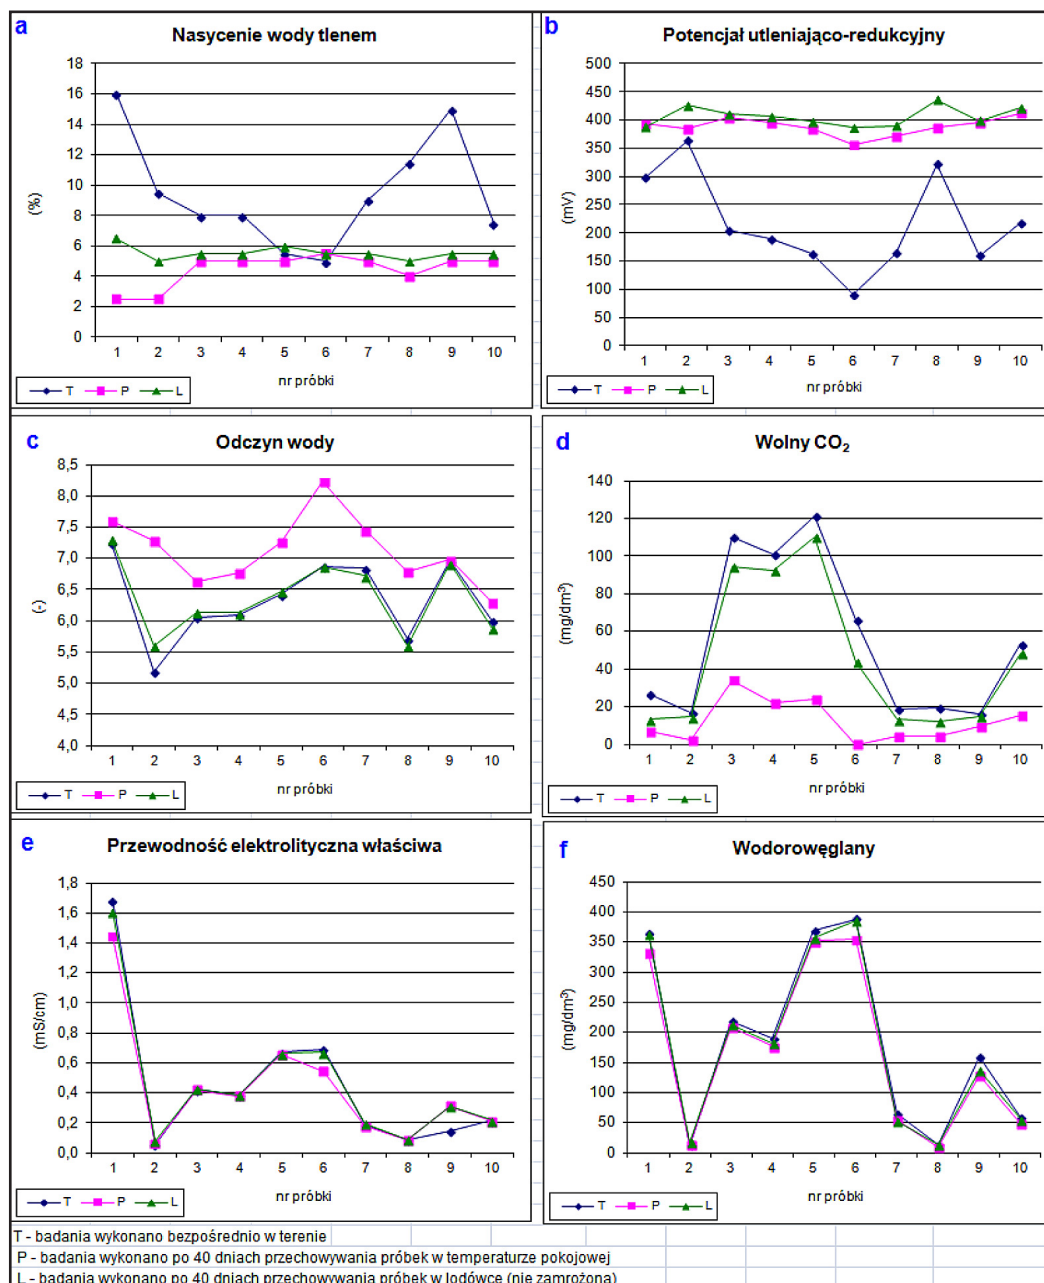 a
Nasycenie wody tlenem
18
16
14
12
10
8
6
4
2
0
(%)
1 2 3 4 5 6 7 8 9 10
nr próbki
T P L
b
Potencjał utleniająco-redukcyjny
500
450
400
350
300
250
200
150
100
50
0
(mV)
1 2 3 4 5 6 7 8 9 10
nr próbki
T P L
c
Odczyn wody
8,5
8,0
7,5
7,0
6,5
6,0
5,5
5,0
4,5
4,0
(-)
1 2 3 4 5 6 7 8 9 10
nr próbki
T P L
d
Wolny CO₂
140
120
100
80
60
40
20
0
(mg/dm³)
1 2 3 4 5 6 7 8 9 10
nr próbki
T P L
e
Przewodność elektrolityczna właściwa
1,8
1,6
1,4
1,2
1,0
0,8
0,6
0,4
0,2
0,0
(mS/cm)
1 2 3 4 5 6 7 8 9 10
nr próbki
T P L
f
Wodorowęglany
450
400
350
300
250
200
150
100
50
0
(mg/dm³)
1 2 3 4 5 6 7 8 9 10
nr próbki
T P L
T - badania wykonano bezpośrednio w terenie
P - badania wykonano po 40 dniach przechowywania próbek w temperaturze pokojowej
L - badania wykonano po 40 dniach przechowywania próbek w lodówce (nie zamrożona)